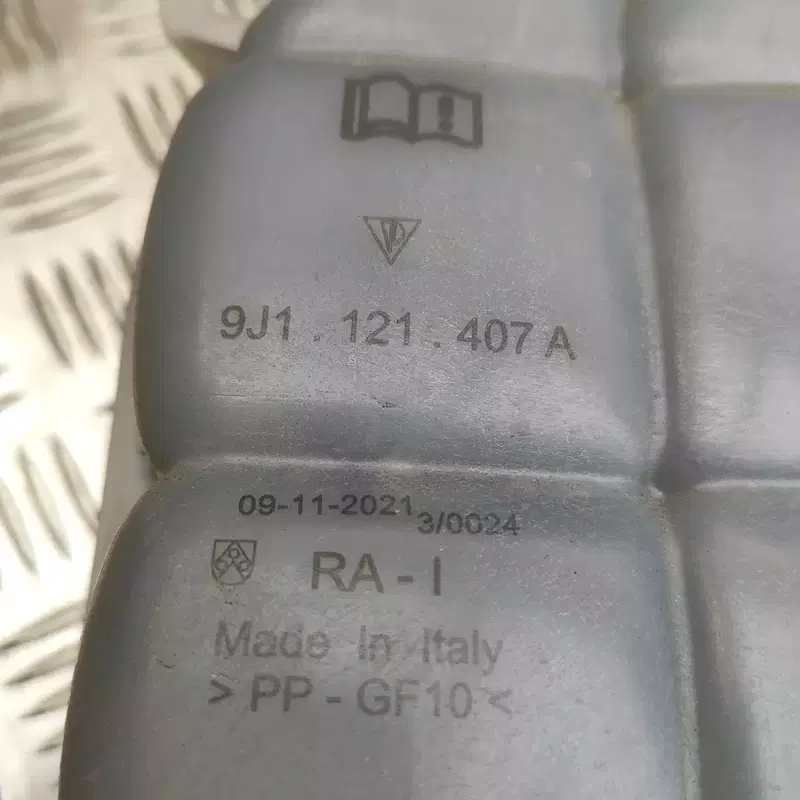 9J1 . 121 . 407 A
09-11-2021 3/0024
RA - I
Made In Italy
> PP - GF10 <